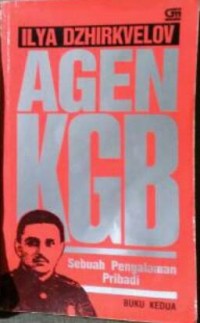 ILYA DZHIRKVELOV
AGEN
KGB
Sebuah Pengalaman
Pribadi
BUKU KEDUA